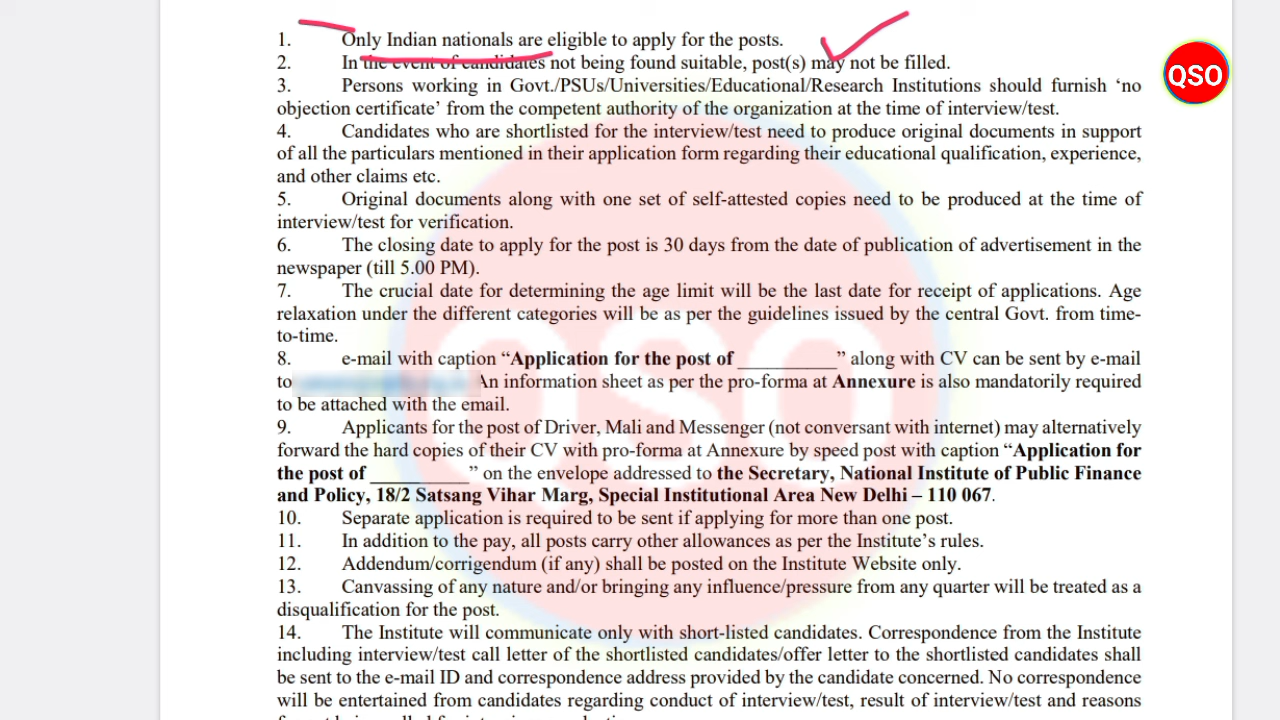 1. Only Indian nationals are eligible to apply for the posts.
QSO
2. In the event of candidates not being found suitable, post(s) may not be filled.
3. Persons working in Govt./PSUs/Universities/Educational/Research Institutions should furnish ‘no
objection certificate’ from the competent authority of the organization at the time of interview/test.
4. Candidates who are shortlisted for the interview/test need to produce original documents in support
of all the particulars mentioned in their application form regarding their educational qualification, experience,
and other claims etc.
5. Original documents along with one set of self-attested copies need to be produced at the time of
interview/test for verification.
6. The closing date to apply for the post is 30 days from the date of publication of advertisement in the
newspaper (till 5.00 PM).
7. The crucial date for determining the age limit will be the last date for receipt of applications. Age
relaxation under the different categories will be as per the guidelines issued by the central Govt. from time-
to-time.
8. e-mail with caption “Application for the post of __________” along with CV can be sent by e-mail
to An information sheet as per the pro-forma at Annexure is also mandatorily required
to be attached with the email.
9. Applicants for the post of Driver, Mali and Messenger (not conversant with internet) may alternatively
forward the hard copies of their CV with pro-forma at Annexure by speed post with caption “Application for
the post of __________” on the envelope addressed to the Secretary, National Institute of Public Finance
and Policy, 18/2 Satsang Vihar Marg, Special Institutional Area New Delhi – 110 067.
10. Separate application is required to be sent if applying for more than one post.
11. In addition to the pay, all posts carry other allowances as per the Institute’s rules.
12. Addendum/corrigendum (if any) shall be posted on the Institute Website only.
13. Canvassing of any nature and/or bringing any influence/pressure from any quarter will be treated as a
disqualification for the post.
14. The Institute will communicate only with short-listed candidates. Correspondence from the Institute
including interview/test call letter of the shortlisted candidates/offer letter to the shortlisted candidates shall
be sent to the e-mail ID and correspondence address provided by the candidate concerned. No correspondence
will be entertained from candidates regarding conduct of interview/test, result of interview/test and reasons
QSO